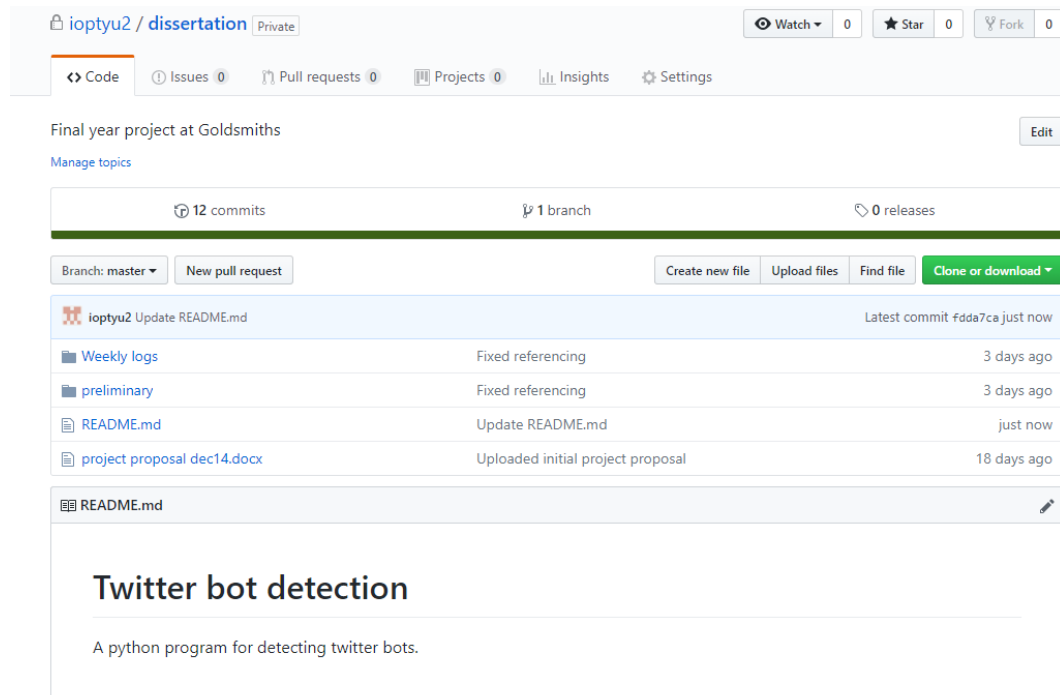 ioptyu2 / dissertation Private Watch 0 Star 0 Fork 0
Code Issues 0 Pull requests 0 Projects 0 Insights Settings
Final year project at Goldsmiths Edit
Manage topics
12 commits 1 branch 0 releases
Branch: master New pull request Create new file Upload files Find file Clone or download
ioptyu2 Update README.md Latest commit fdda7ca just now
Weekly logs Fixed referencing 3 days ago
preliminary Fixed referencing 3 days ago
README.md Update README.md just now
project proposal dec14.docx Uploaded initial project proposal 18 days ago
README.md
Twitter bot detection
A python program for detecting twitter bots.